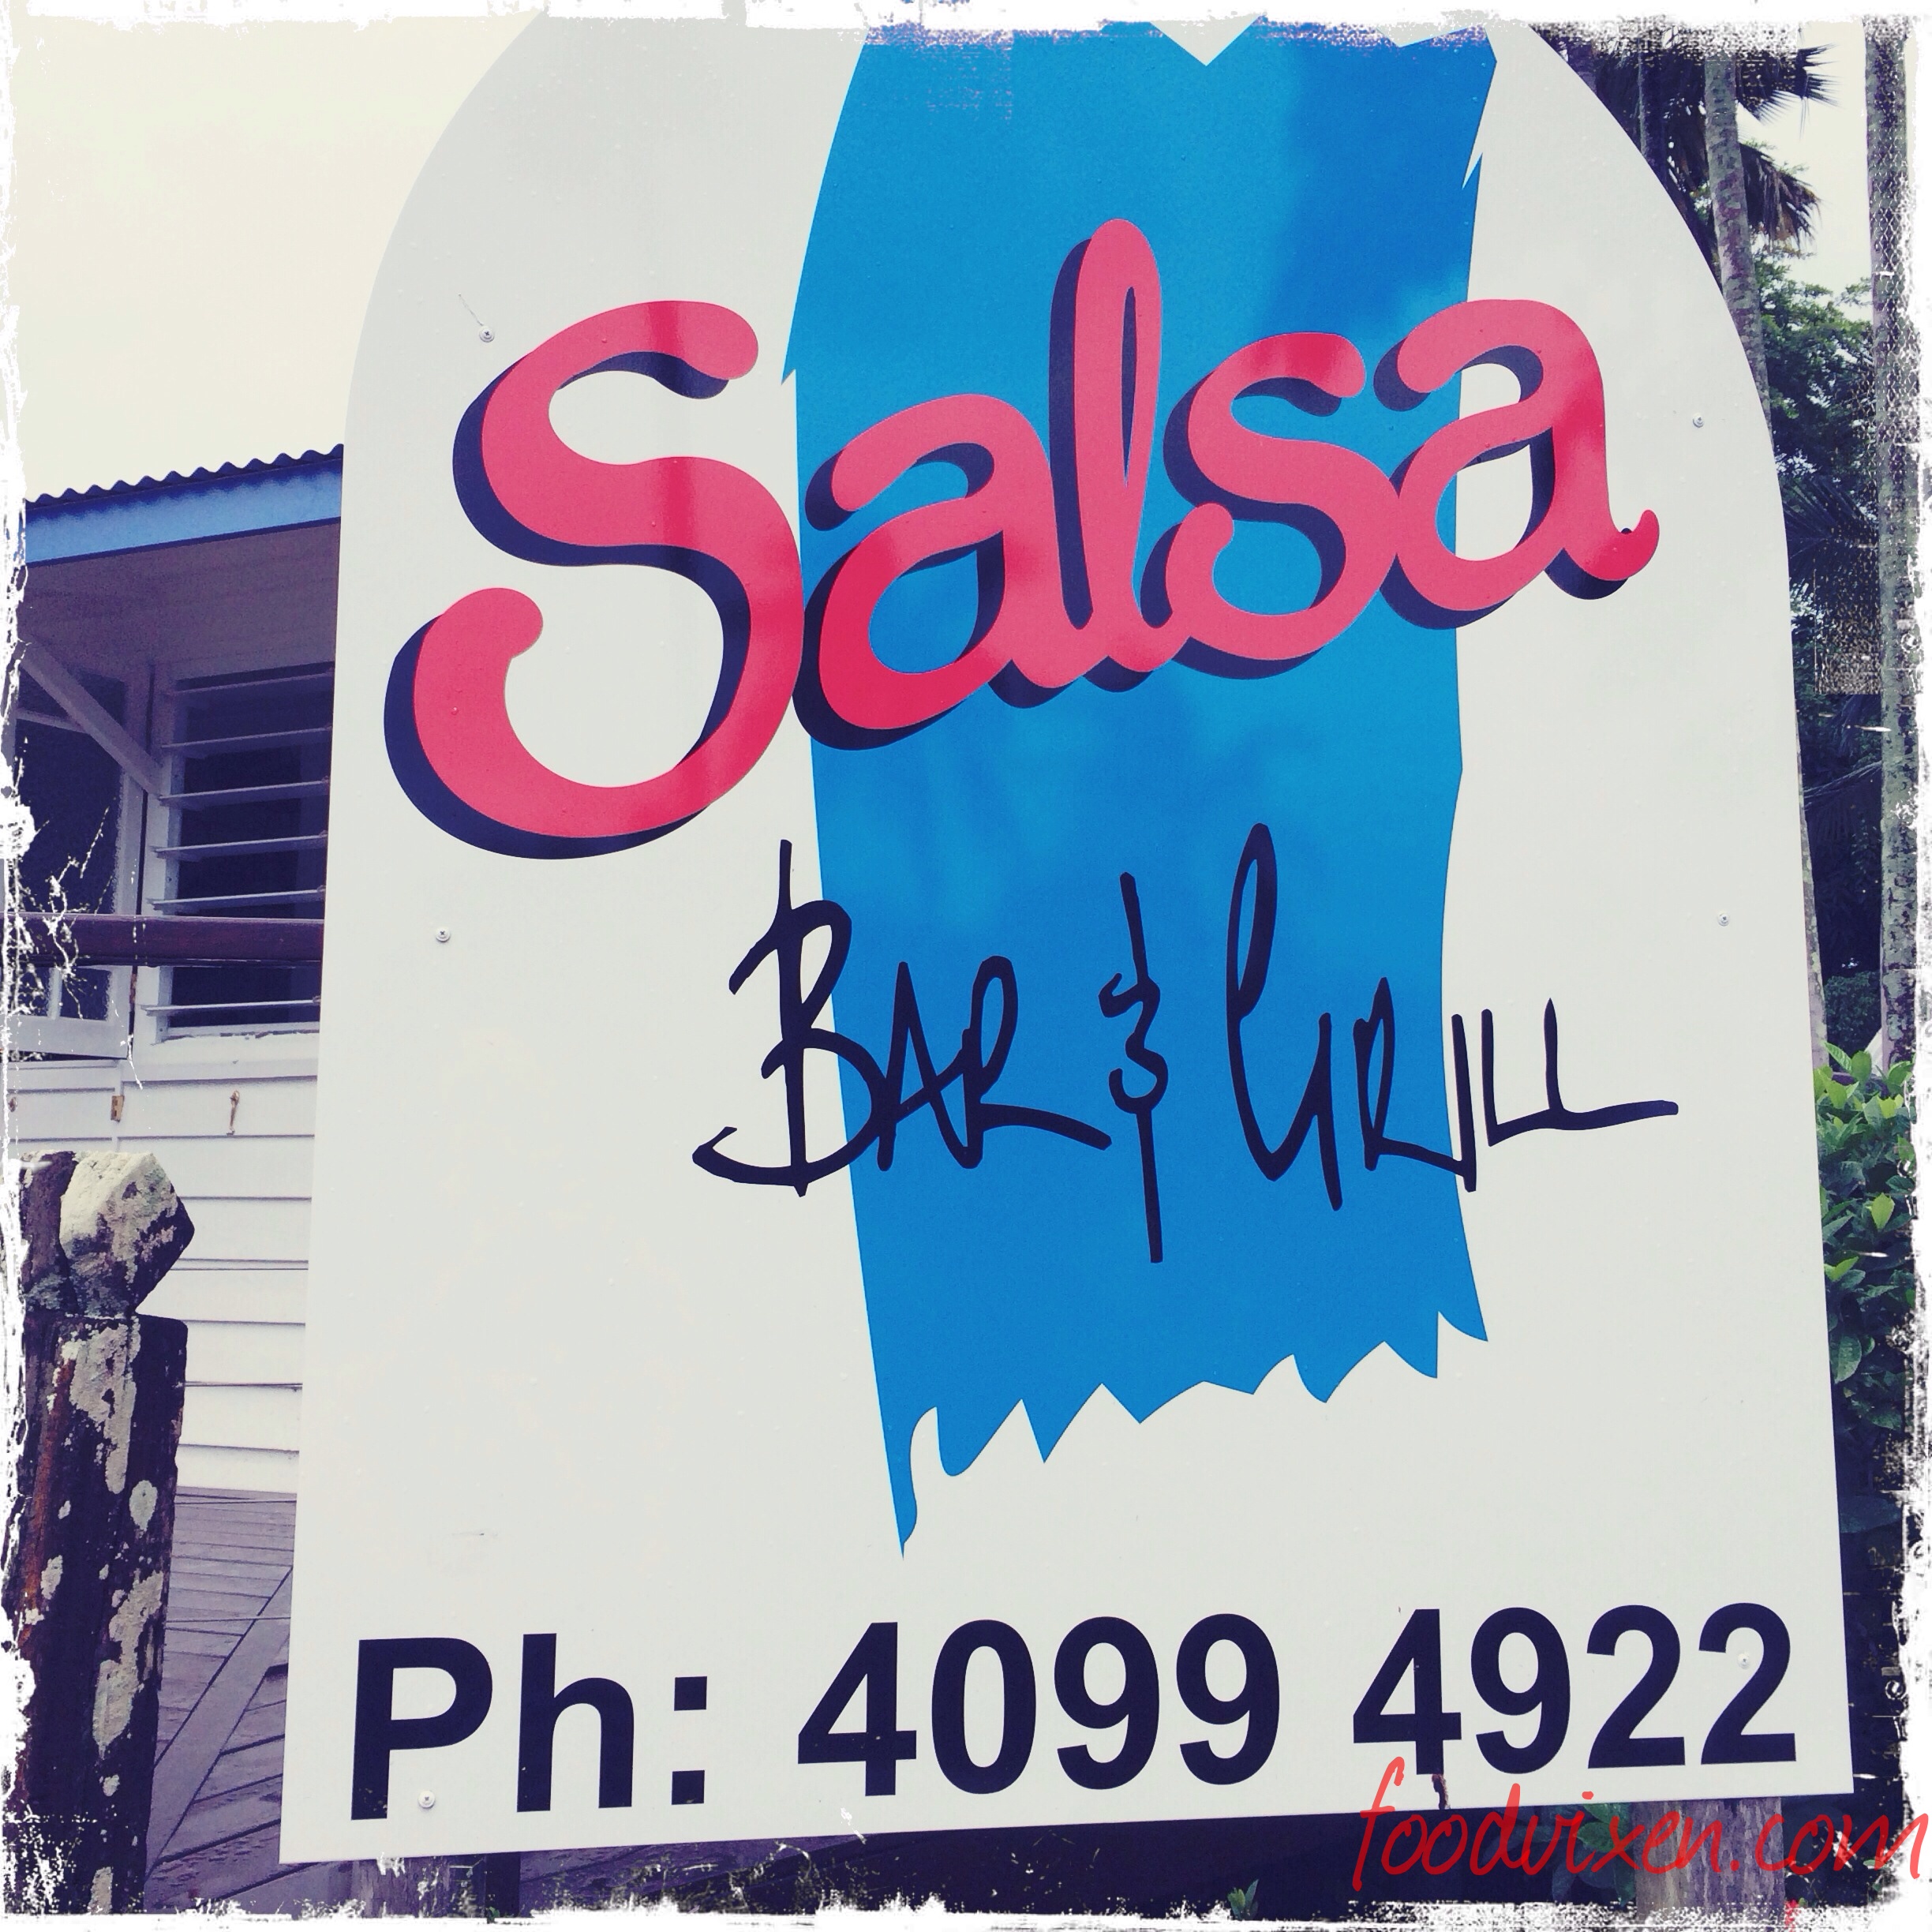 Salsa
BAR & GRILL
Ph: 4099 4922
foodvixen.com